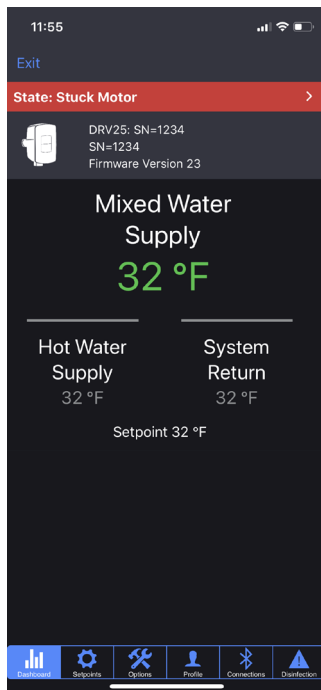 11:55
Exit
State: Stuck Motor
DRV25: SN=1234
SN=1234
Firmware Version 23
Mixed Water
Supply
32 °F
Hot Water
Supply
32 °F
System
Return
32 °F
Setpoint 32 °F
Dashboard Setpoints Options Profile Connections Disinfection